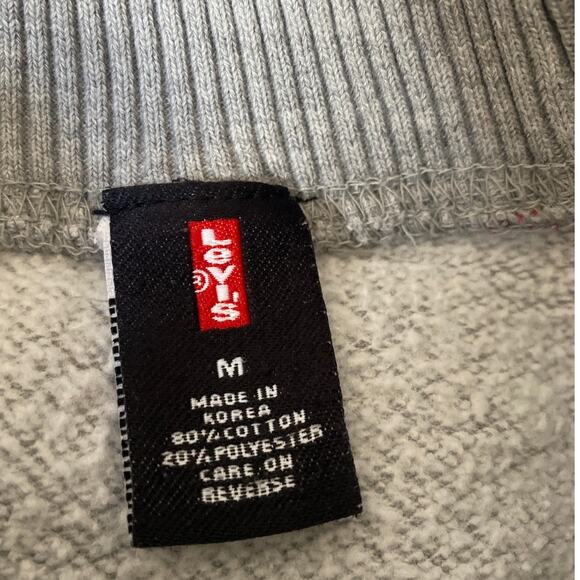 Levi's
®
M
MADE IN
KOREA
80% COTTON
20% POLYESTER
CARE ON
REVERSE